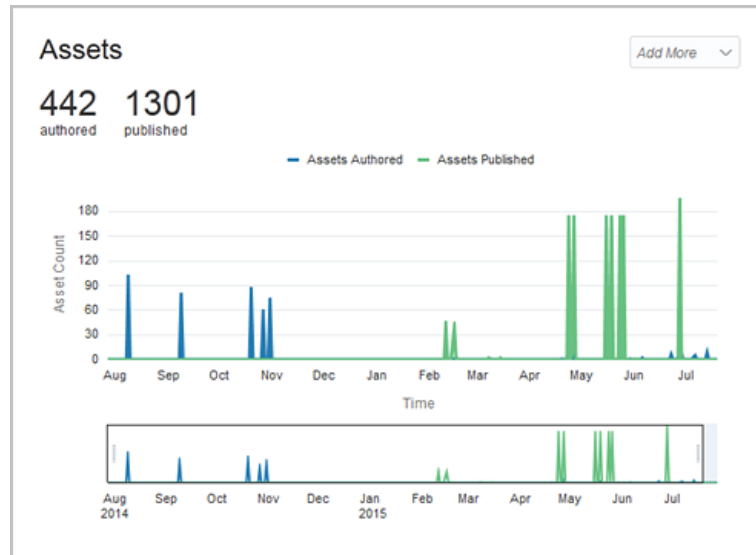 Assets
Add More
442 1301
authored published
Assets Authored Assets Published
180
150
120
90
60
30
0
Asset Count
Aug Sep Oct Nov Dec Jan Feb Mar Apr May Jun Jul
Time
Aug Sep Oct Nov Dec Jan Feb Mar Apr May Jun Jul
2014 2015